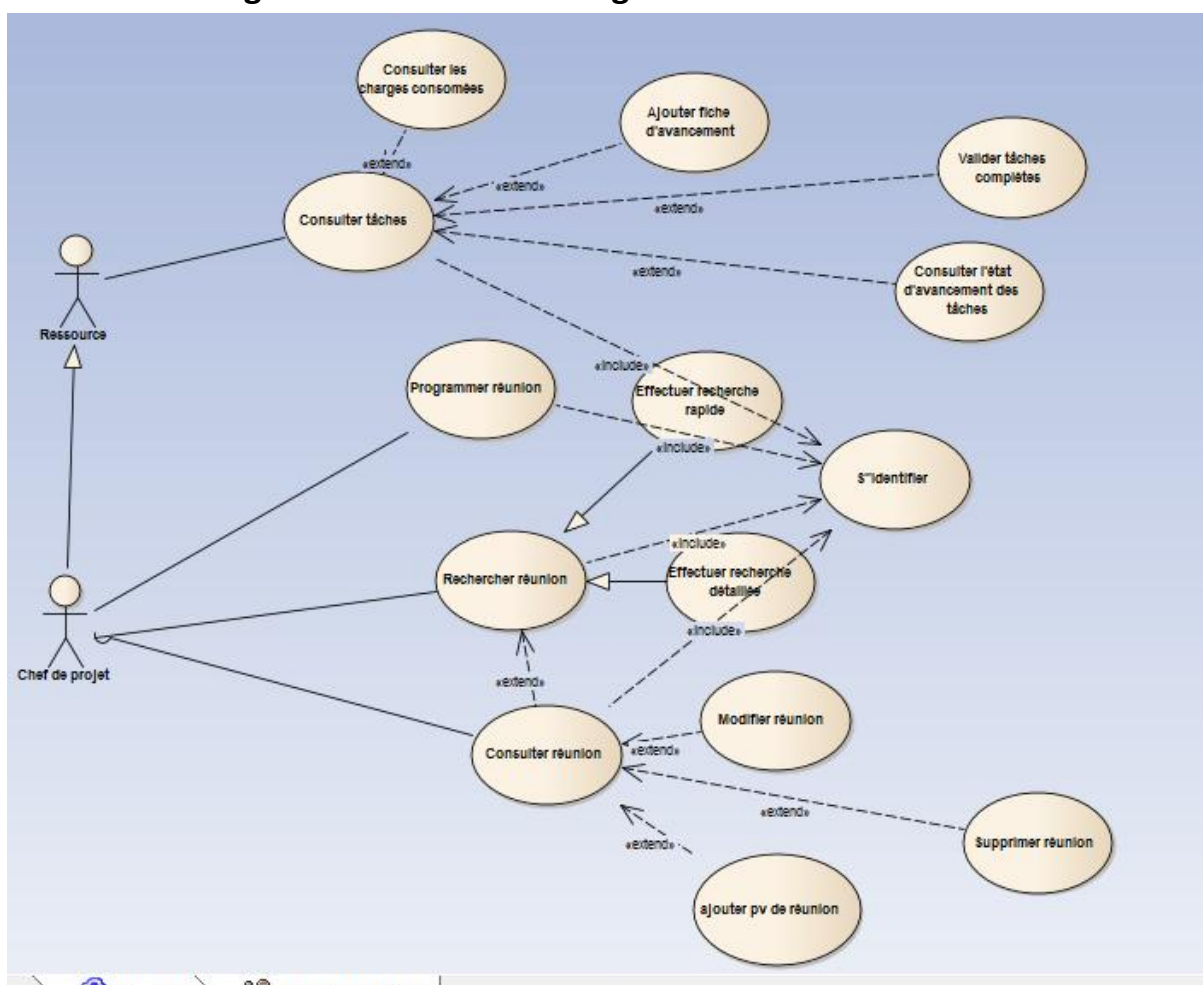 Consulter les
charges consomées
Ajouter fiche
d'avancement
Valider tâches
complètes
«extend»
«extend»
Consulter tâches
«extend»
«extend»
Consulter l'état
d'avancement des
tâches
Ressource
«include»
Programmer réunion
Effectuer recherche
rapide
«include»
S"identifier
«include»
Rechercher réunion
Effectuer recherche
détaillée
«include»
Chef de projet
«extend»
Modifier réunion
Consulter réunion
«extend»
«extend»
Supprimer réunion
«extend»
ajouter pv de réunion